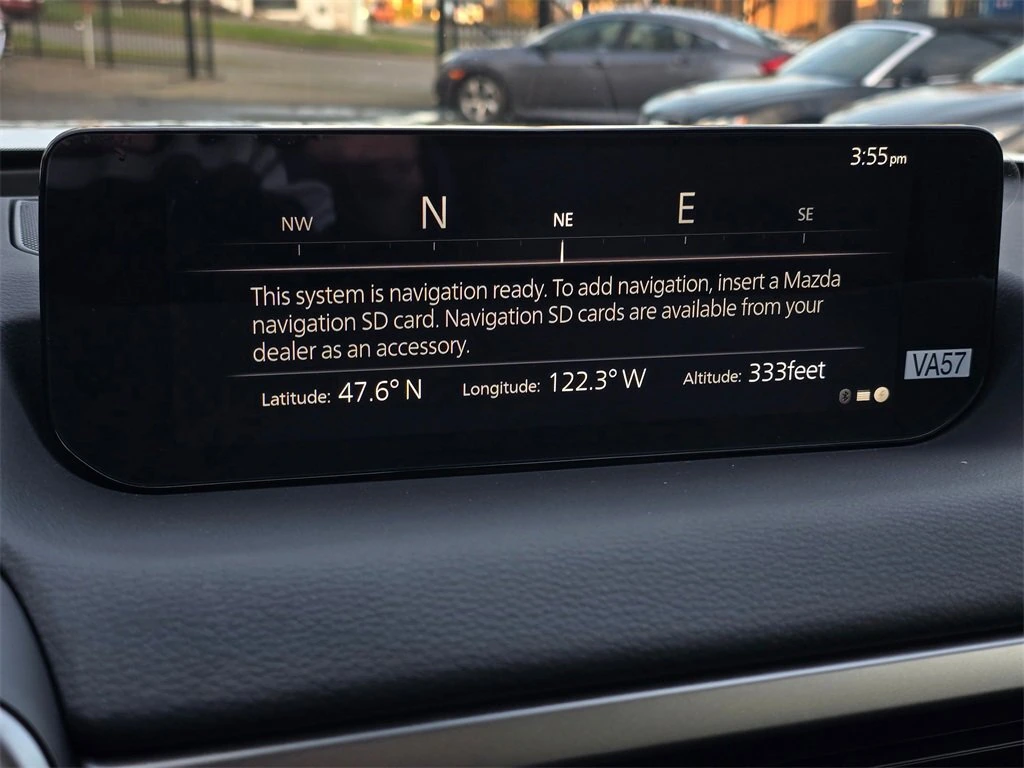 3:55pm
NW N NE E SE
This system is navigation ready. To add navigation, insert a Mazda
navigation SD card. Navigation SD cards are available from your
dealer as an accessory.
Latitude: 47.6° N Longitude: 122.3° W Altitude: 333feet
VA57